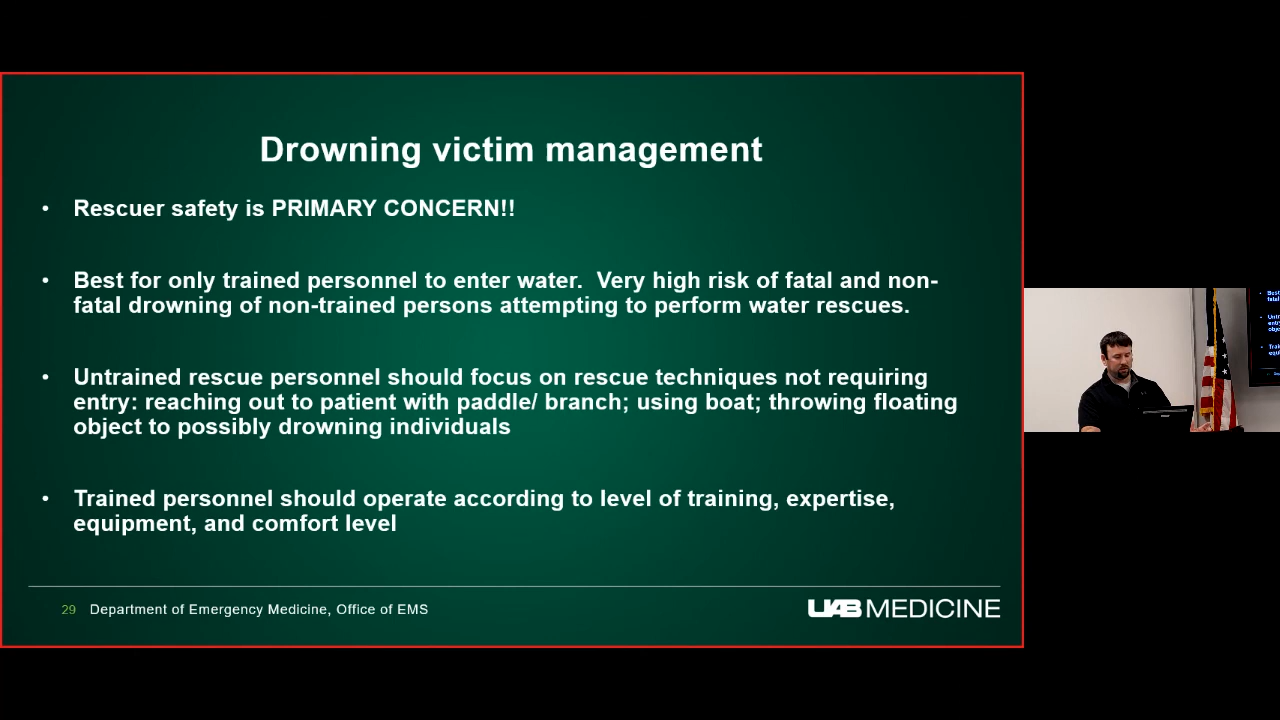 Drowning victim management
• Rescuer safety is PRIMARY CONCERN!!
• Best for only trained personnel to enter water.  Very high risk of fatal and non-
fatal drowning of non-trained persons attempting to perform water rescues.
• Untrained rescue personnel should focus on rescue techniques not requiring
entry: reaching out to patient with paddle/ branch; using boat; throwing floating
object to possibly drowning individuals
• Trained personnel should operate according to level of training, expertise,
equipment, and comfort level
29 Department of Emergency Medicine, Office of EMS
UAB MEDICINE